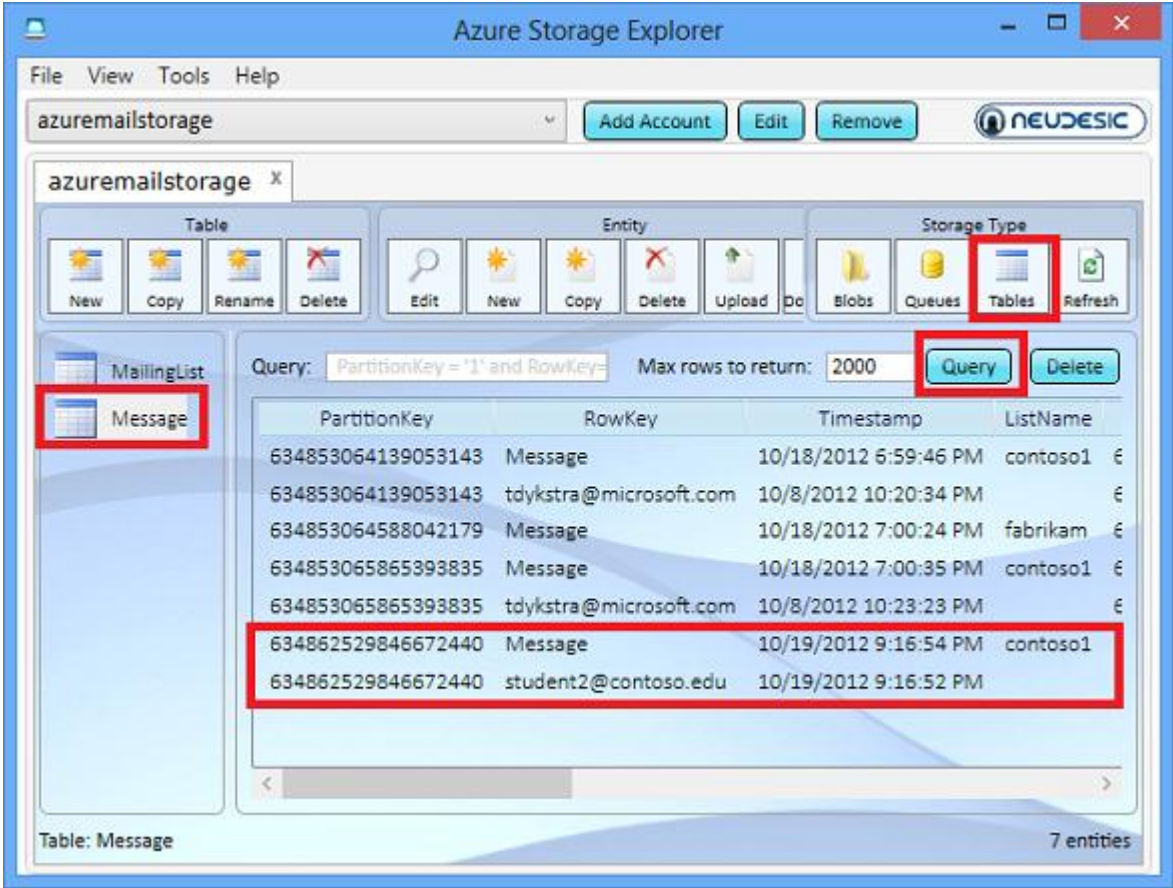 Azure Storage Explorer
File View Tools Help
azuremailstorage Add Account Edit Remove NEUDESIC
azuremailstorage x
Table Entity Storage Type
New Copy Rename Delete Edit New Copy Delete Upload Do Blobs Queues Tables Refresh
MailingList
Message
Query: PartitionKey = '1' and RowKey= Max rows to return: 2000 Query Delete
PartitionKey RowKey Timestamp ListName
634853064139053143 Message 10/18/2012 6:59:46 PM contoso1 6
634853064139053143 tdykstra@microsoft.com 10/8/2012 10:20:34 PM 6
634853064588042179 Message 10/18/2012 7:00:24 PM fabrikam 6
634853065865393835 Message 10/18/2012 7:00:35 PM contoso1 6
634853065865393835 tdykstra@microsoft.com 10/8/2012 10:23:23 PM 6
634862529846672440 Message 10/19/2012 9:16:54 PM contoso1
634862529846672440 student2@contoso.edu 10/19/2012 9:16:52 PM
Table: Message 7 entities